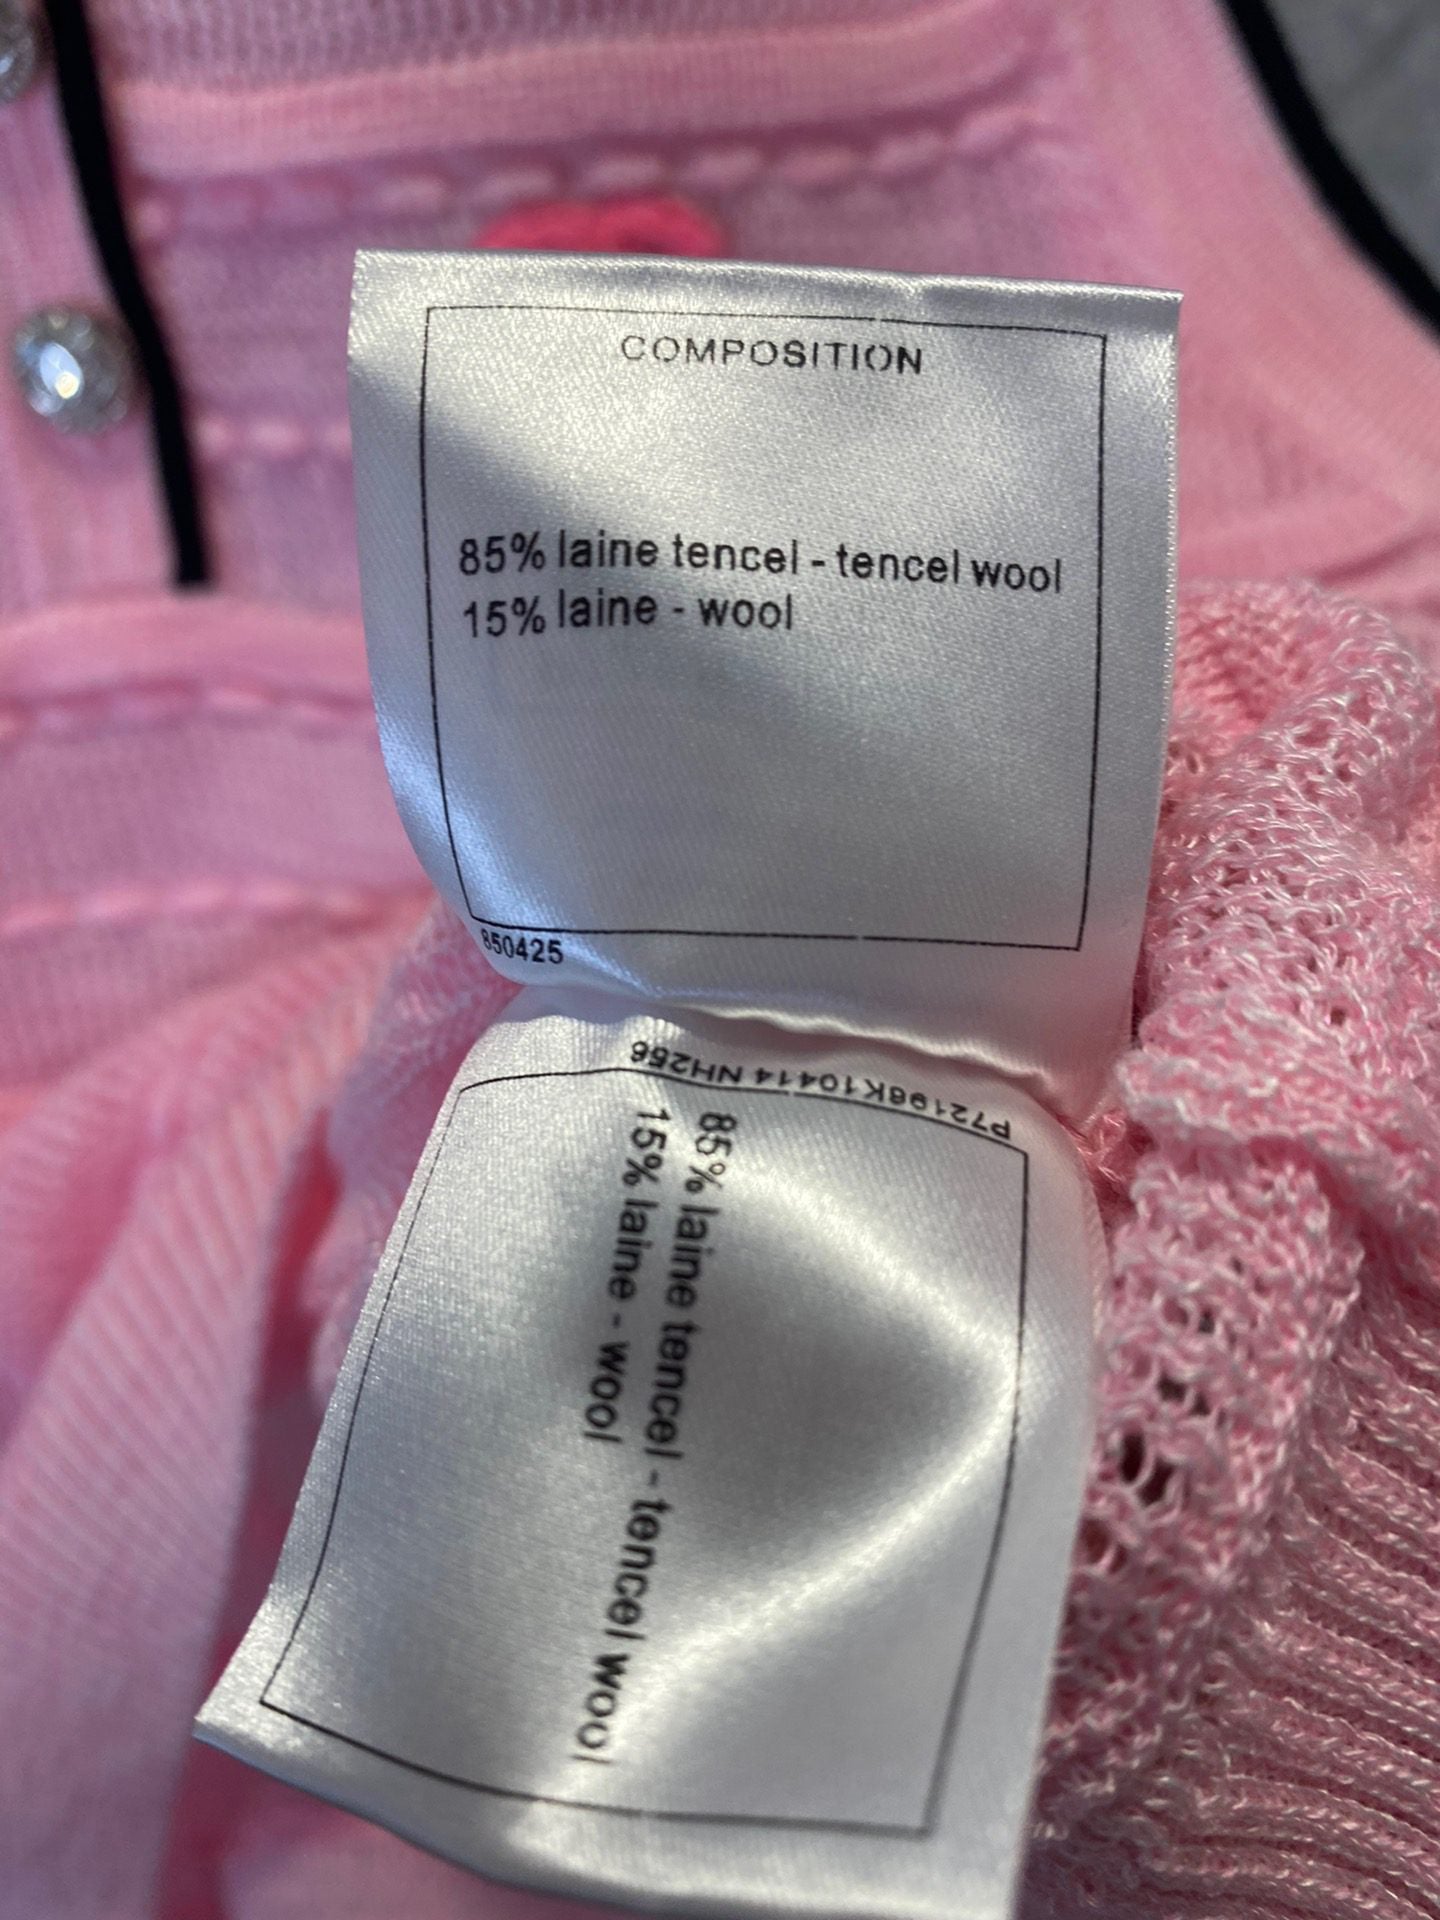 COMPOSITION
85% laine tencel - tencel wool
15% laine - wool
850425
P72198K10414 NH256
85% laine tencel - tencel wool
15% laine - wool